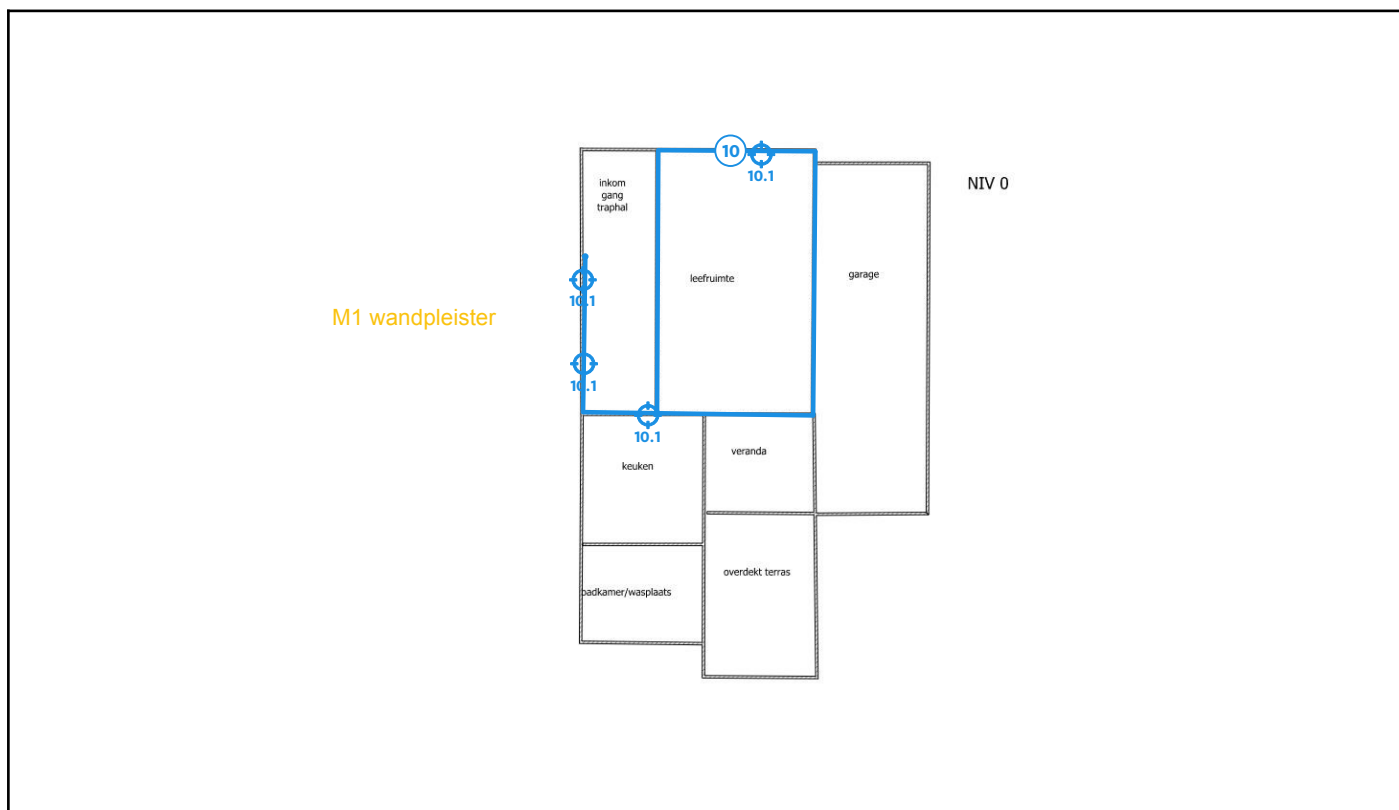 10
10.1
inkom
gang
traphal
NIV 0
leefruimte
garage
10.1
M1 wandpleister
10.1
10.1
veranda
keuken
overdekt terras
badkamer/wasplaats